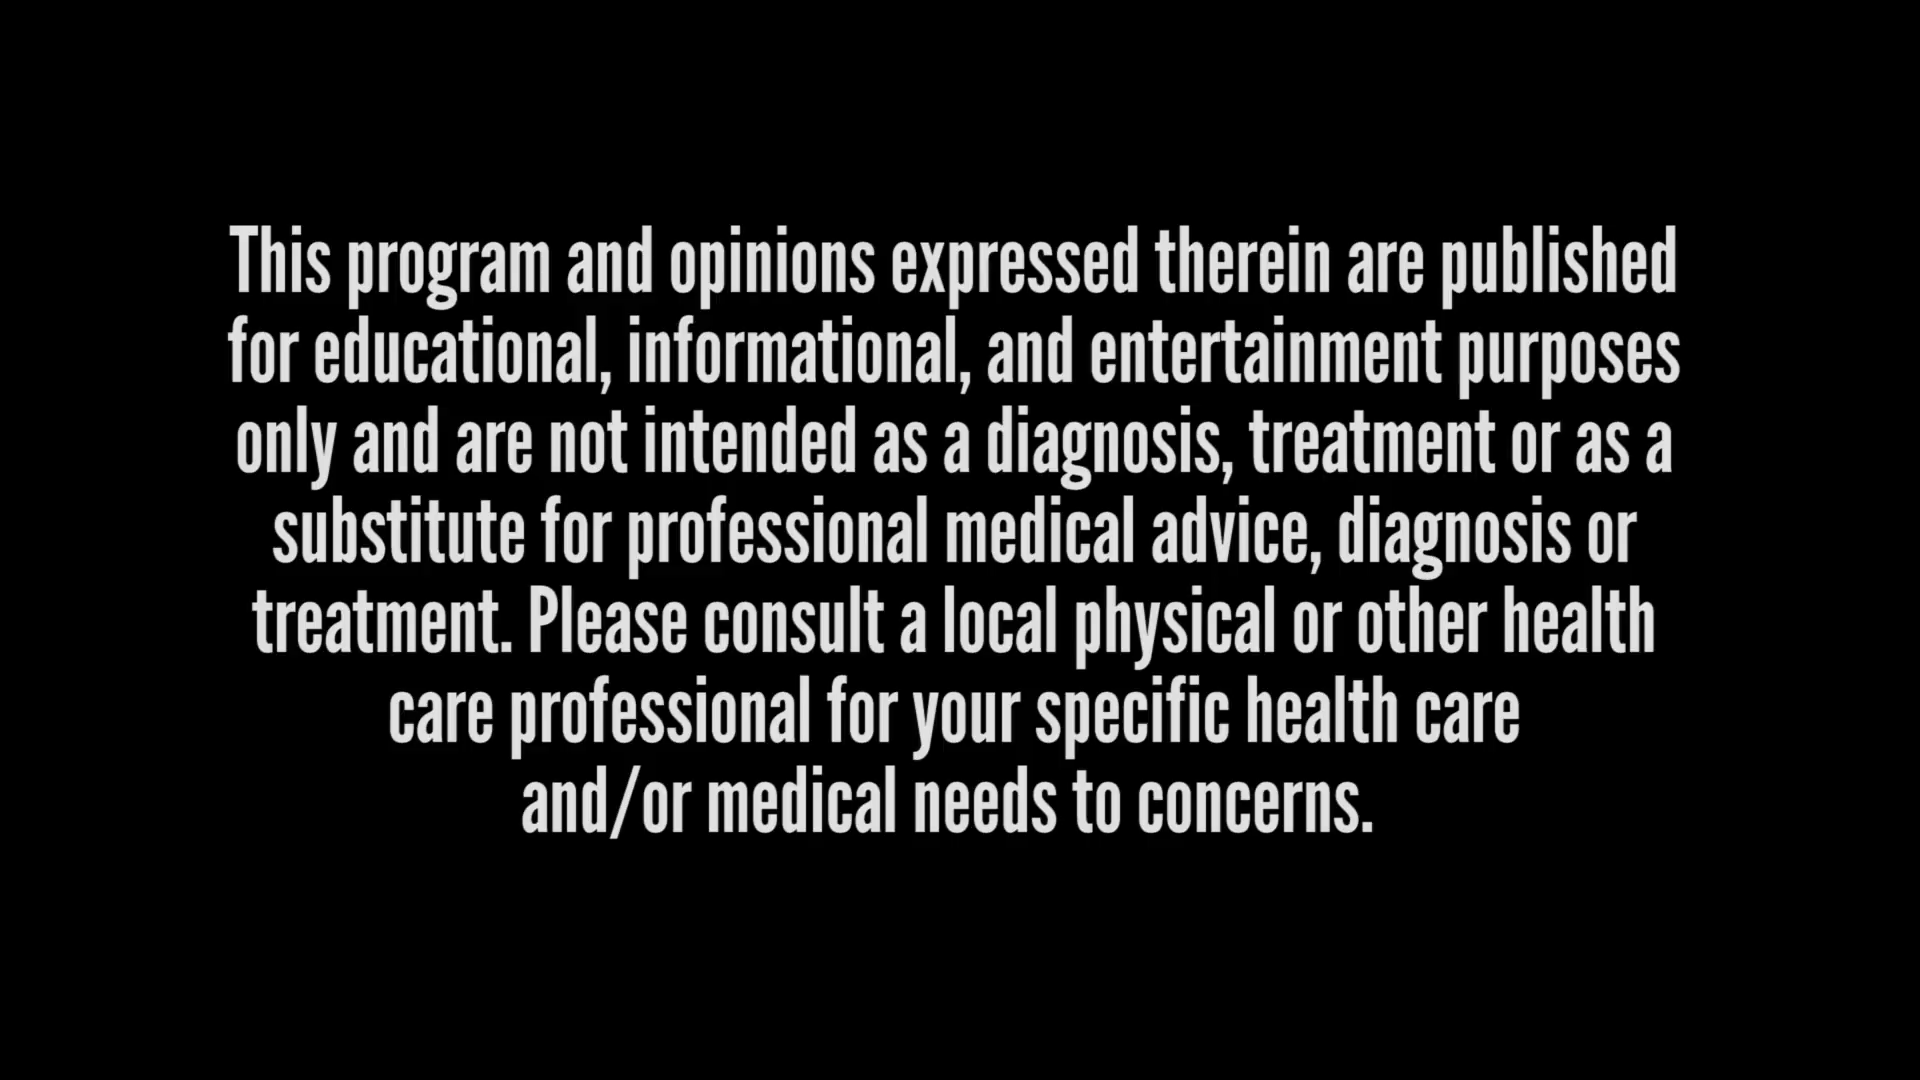 This program and opinions expressed therein are published
for educational, informational, and entertainment purposes
only and are not intended as a diagnosis, treatment or as a
substitute for professional medical advice, diagnosis or
treatment. Please consult a local physical or other health
care professional for your specific health care
and/or medical needs to concerns.